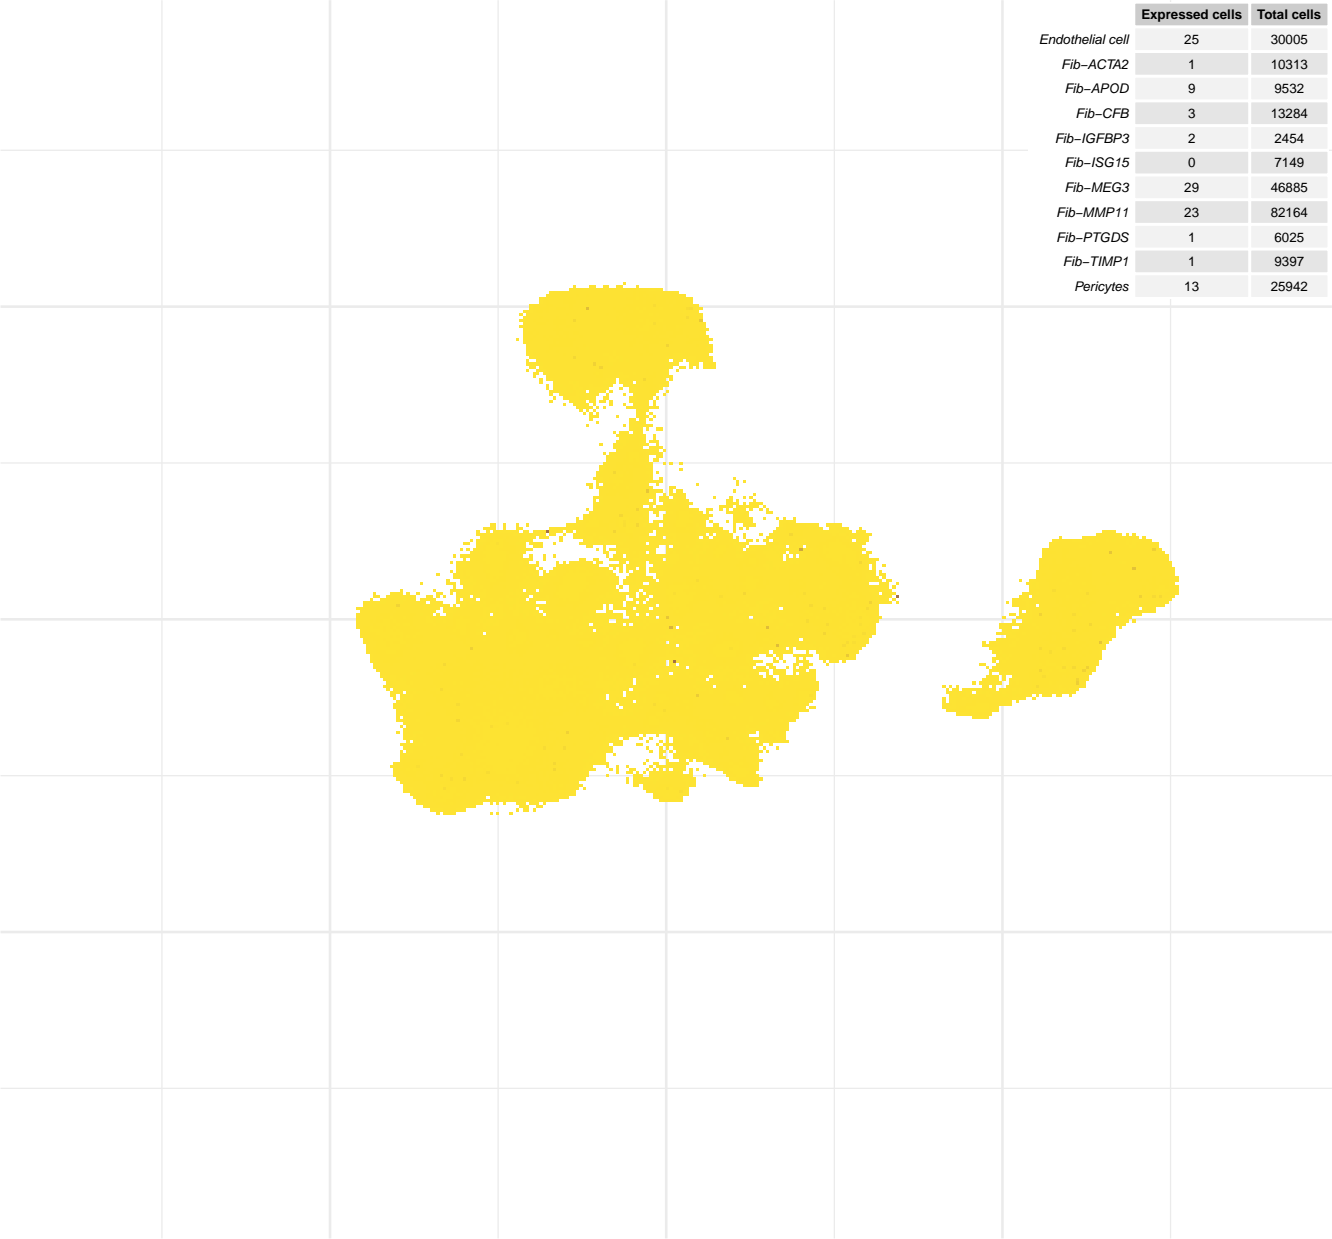 Expressed cells Total cells
Endothelial cell 25 30005
Fib−ACTA2 1 10313
Fib−APOD 9 9532
Fib−CFB 3 13284
Fib−IGFBP3 2 2454
Fib−ISG15 0 7149
Fib−MEG3 29 46885
Fib−MMP11 23 82164
Fib−PTGDS 1 6025
Fib−TIMP1 1 9397
Pericytes 13 25942